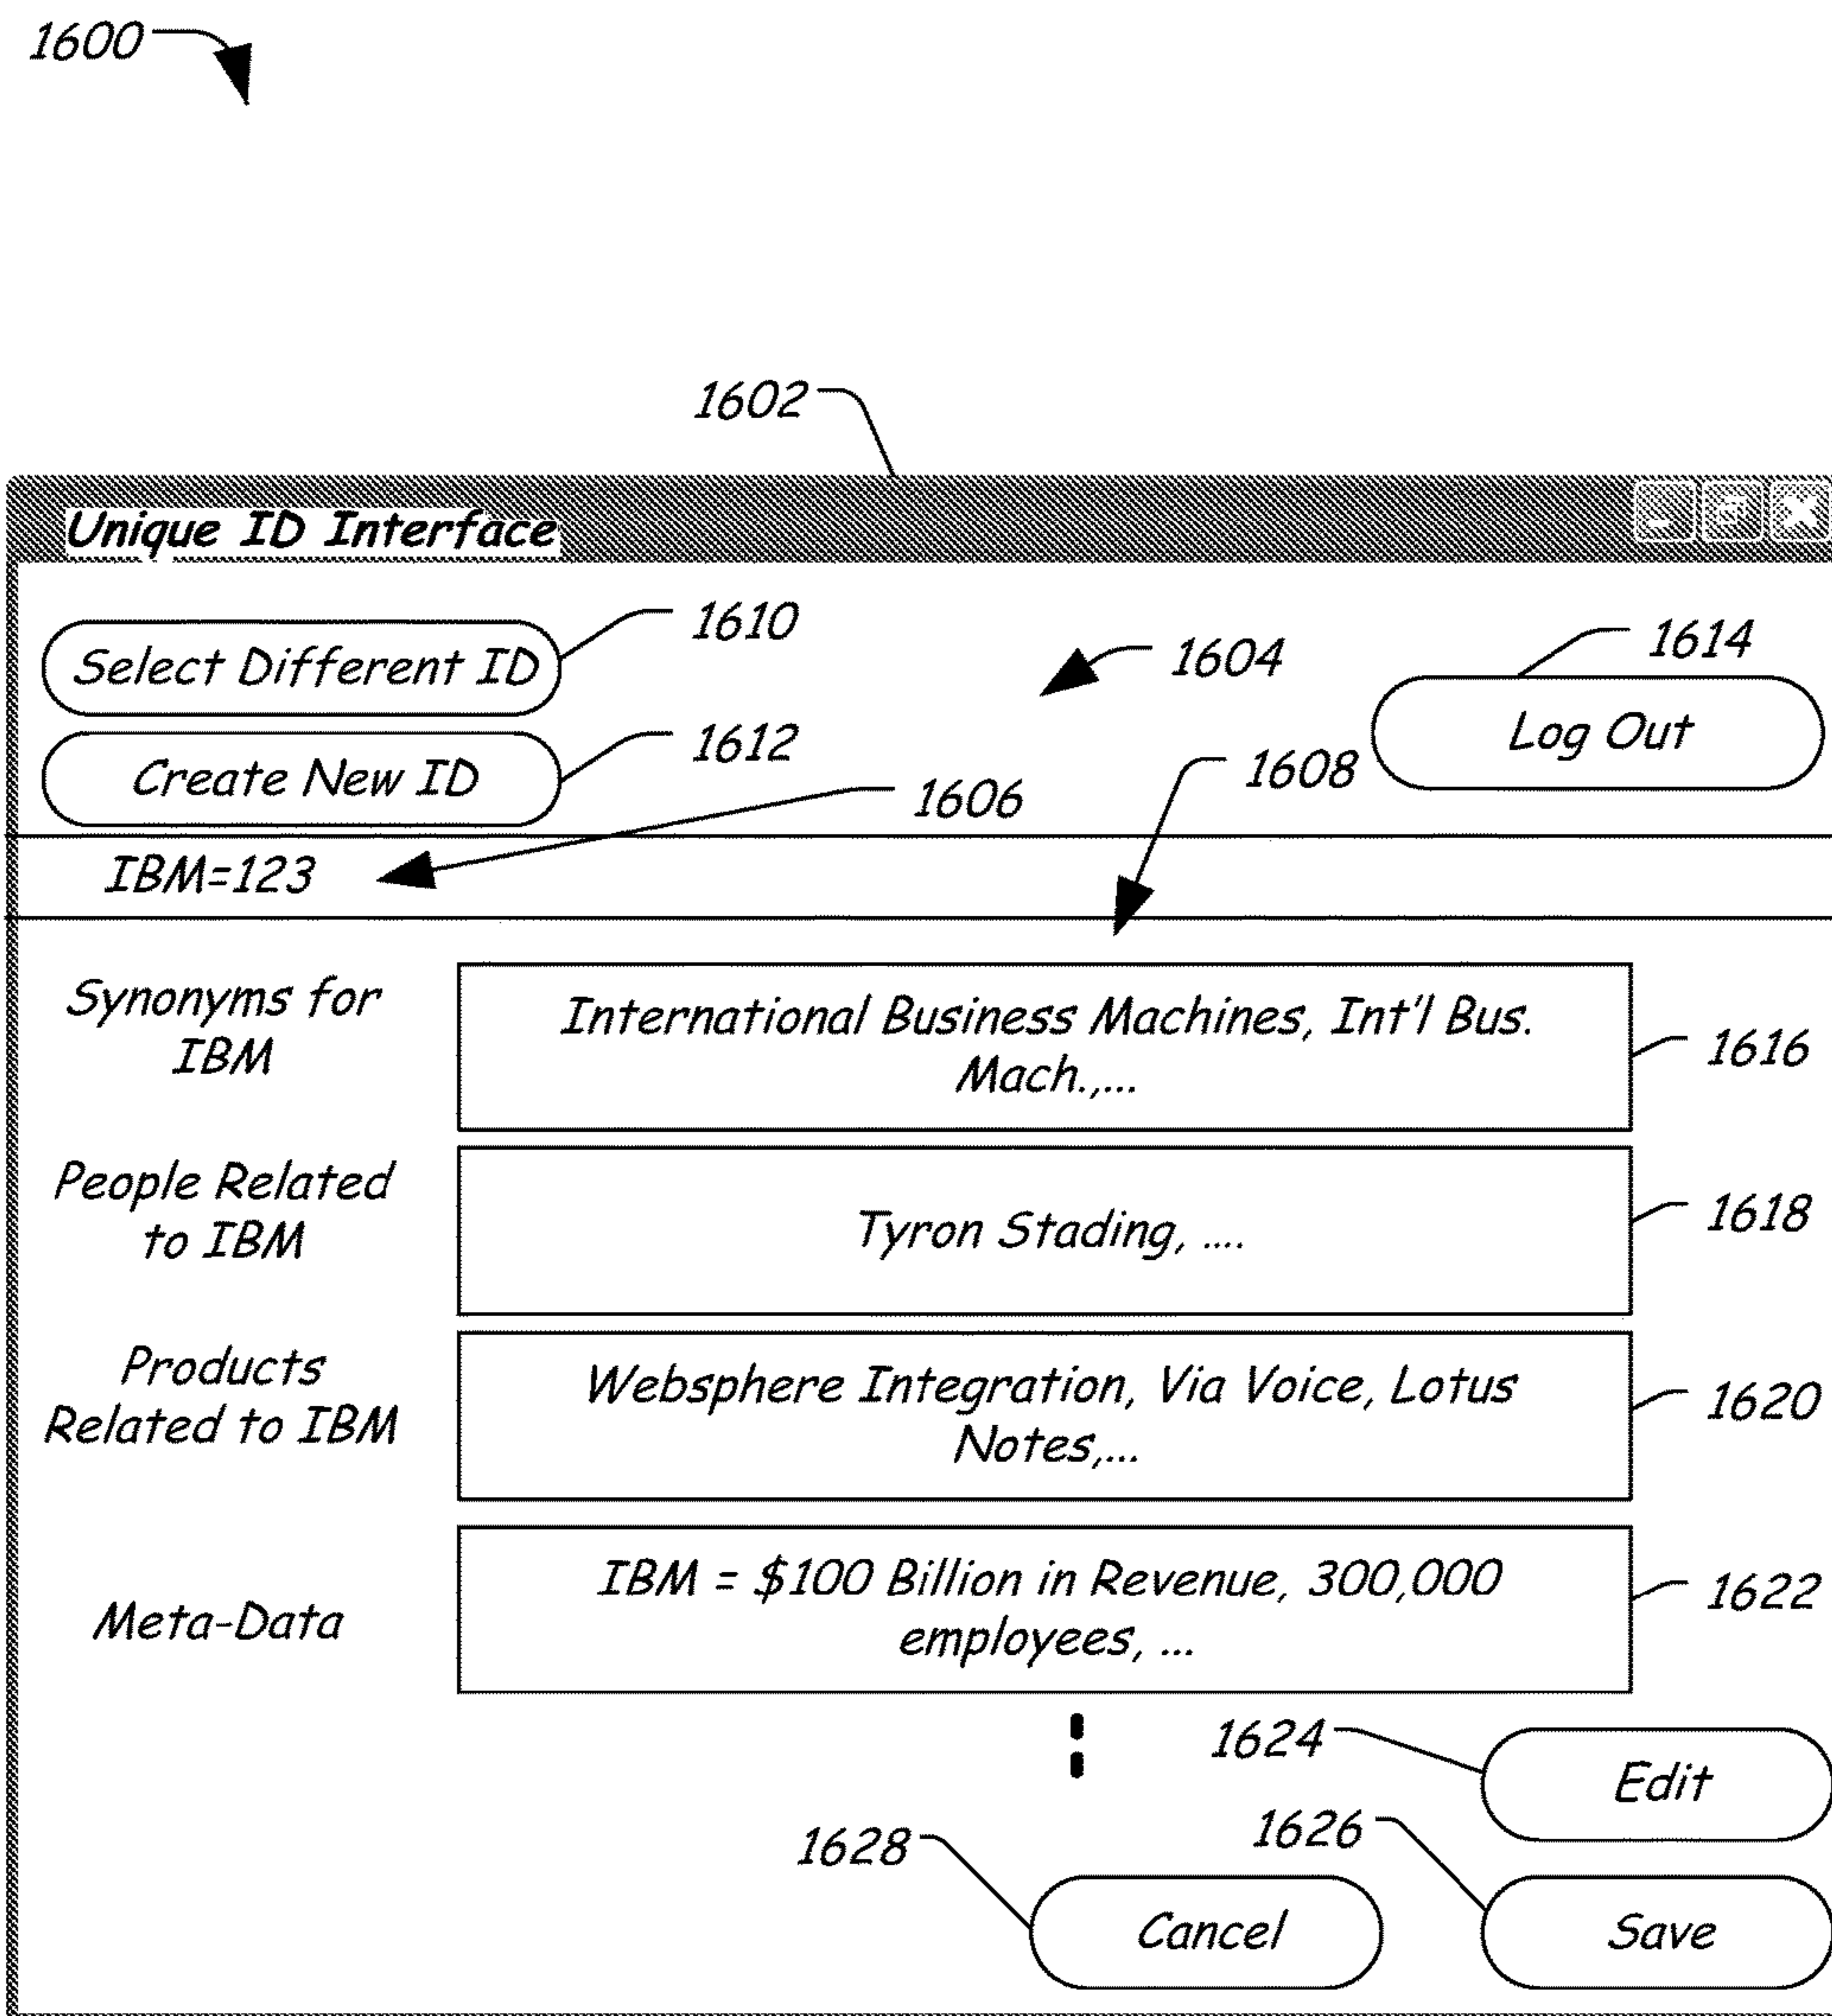 1600
1602
Unique ID Interface
Select Different ID
1610
1604
1614
Log Out
Create New ID
1612
1606
1608
IBM=123
Synonyms for
IBM
International Business Machines, Int'l Bus.
Mach.,...
1616
People Related
to IBM
Tyron Stading, ....
1618
Products
Related to IBM
Websphere Integration, Via Voice, Lotus
Notes,...
1620
Meta-Data
IBM = $100 Billion in Revenue, 300,000
employees, ...
1622
1624
Edit
1628
1626
Cancel
Save